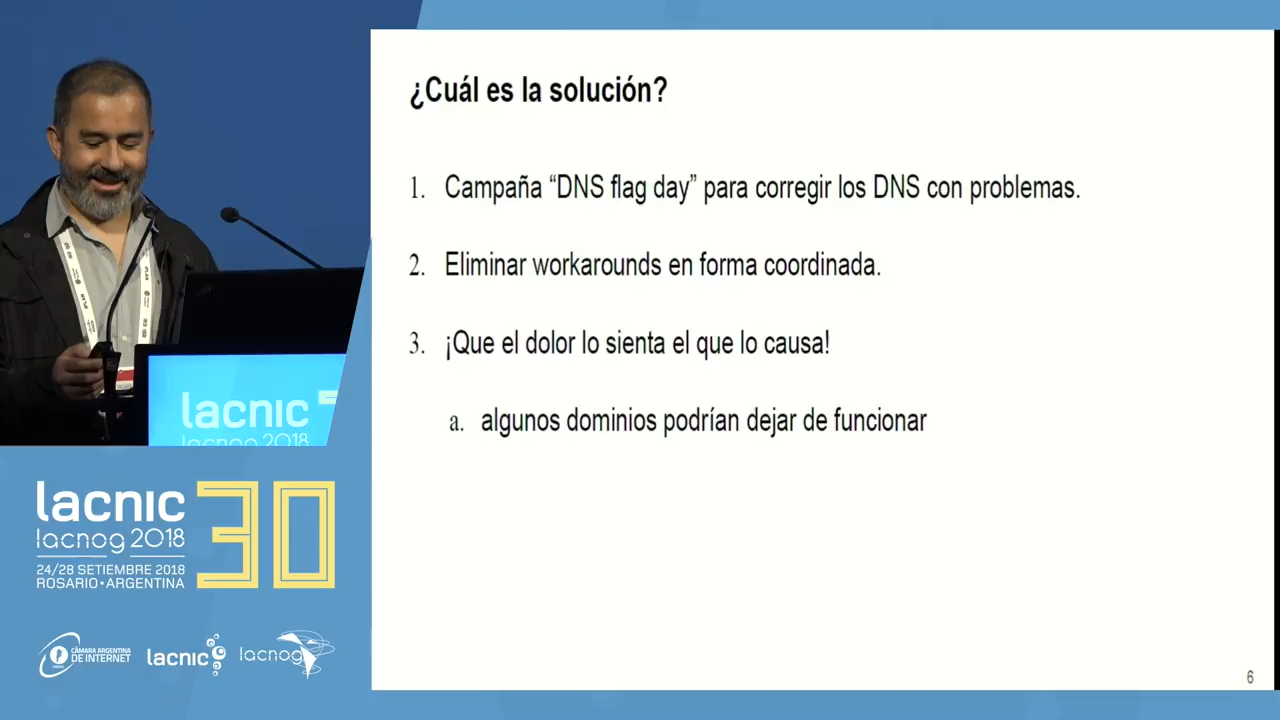 ¿Cuál es la solución?
1. Campaña “DNS flag day” para corregir los DNS con problemas.
2. Eliminar workarounds en forma coordinada.
3. ¡Que el dolor lo sienta el que lo causa!
a. algunos dominios podrían dejar de funcionar
6
lacnic
lacnog 2018
lacnic 30
lacnog 2018
24/28 SETIEMBRE 2018
ROSARIO•ARGENTINA
CÁMARA ARGENTINA
DE INTERNET
lacnic
lacnog